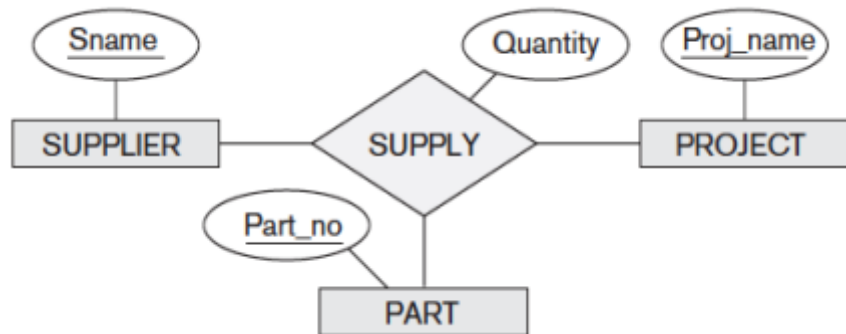 Sname
Quantity
Proj_name
SUPPLIER
SUPPLY
PROJECT
Part_no
PART